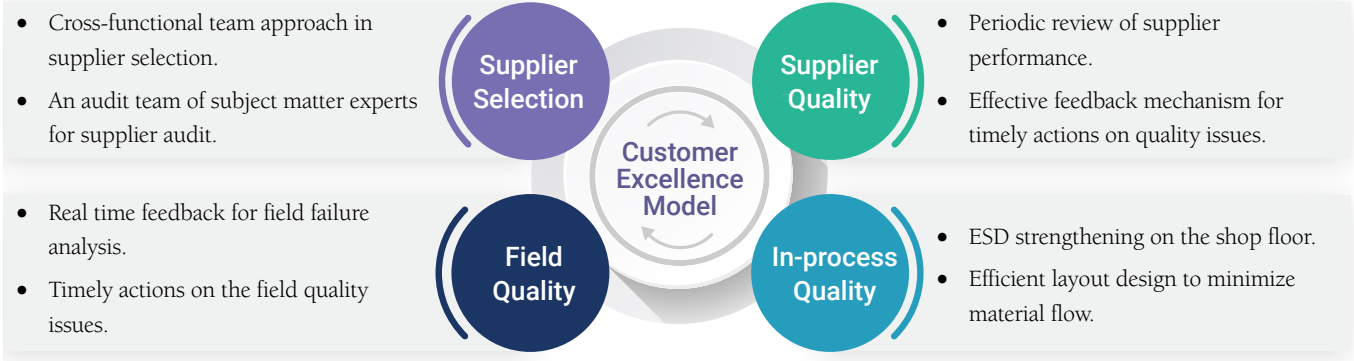 • Cross-functional team approach in
supplier selection.
• An audit team of subject matter experts
for supplier audit.
Supplier
Selection
Supplier
Quality
• Periodic review of supplier
performance.
• Effective feedback mechanism for
timely actions on quality issues.
Customer
Excellence
Model
• Real time feedback for field failure
analysis.
• Timely actions on the field quality
issues.
Field
Quality
In-process
Quality
• ESD strengthening on the shop floor.
• Efficient layout design to minimize
material flow.